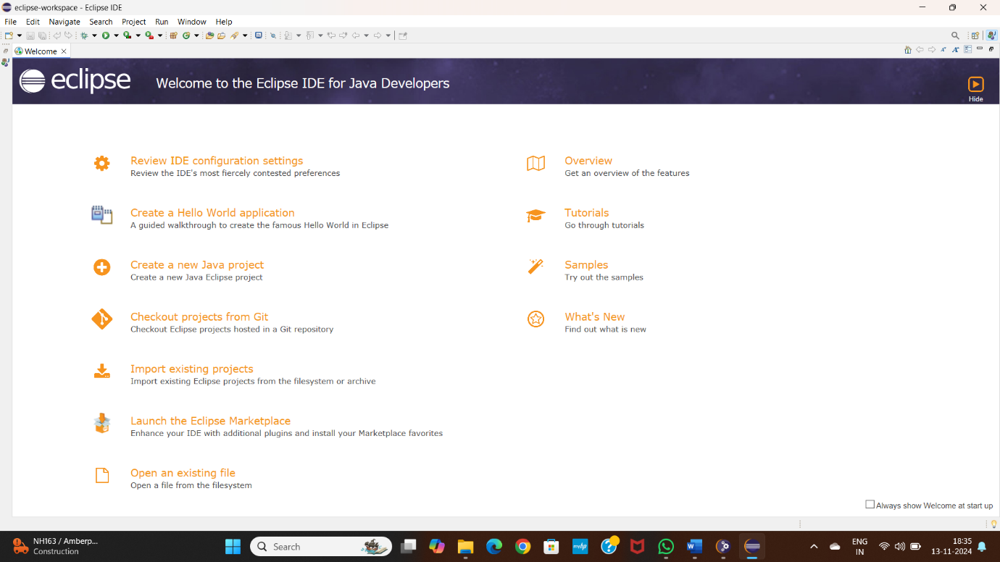 eclipse-workspace - Eclipse IDE
File Edit Navigate Search Project Run Window Help
Welcome
eclipse
Welcome to the Eclipse IDE for Java Developers
Hide
Review IDE configuration settings
Review the IDE's most fiercely contested preferences
Create a Hello World application
A guided walkthrough to create the famous Hello World in Eclipse
Create a new Java project
Create a new Java Eclipse project
Checkout projects from Git
Checkout Eclipse projects hosted in a Git repository
Import existing projects
Import existing Eclipse projects from the filesystem or archive
Launch the Eclipse Marketplace
Enhance your IDE with additional plugins and install your Marketplace favorites
Open an existing file
Open a file from the filesystem
Overview
Get an overview of the features
Tutorials
Go through tutorials
Samples
Try out the samples
What's New
Find out what is new
Always show Welcome at start up
NH163 / Amberp...
Construction
Search
myhp
ENG
IN
18:35
13-11-2024